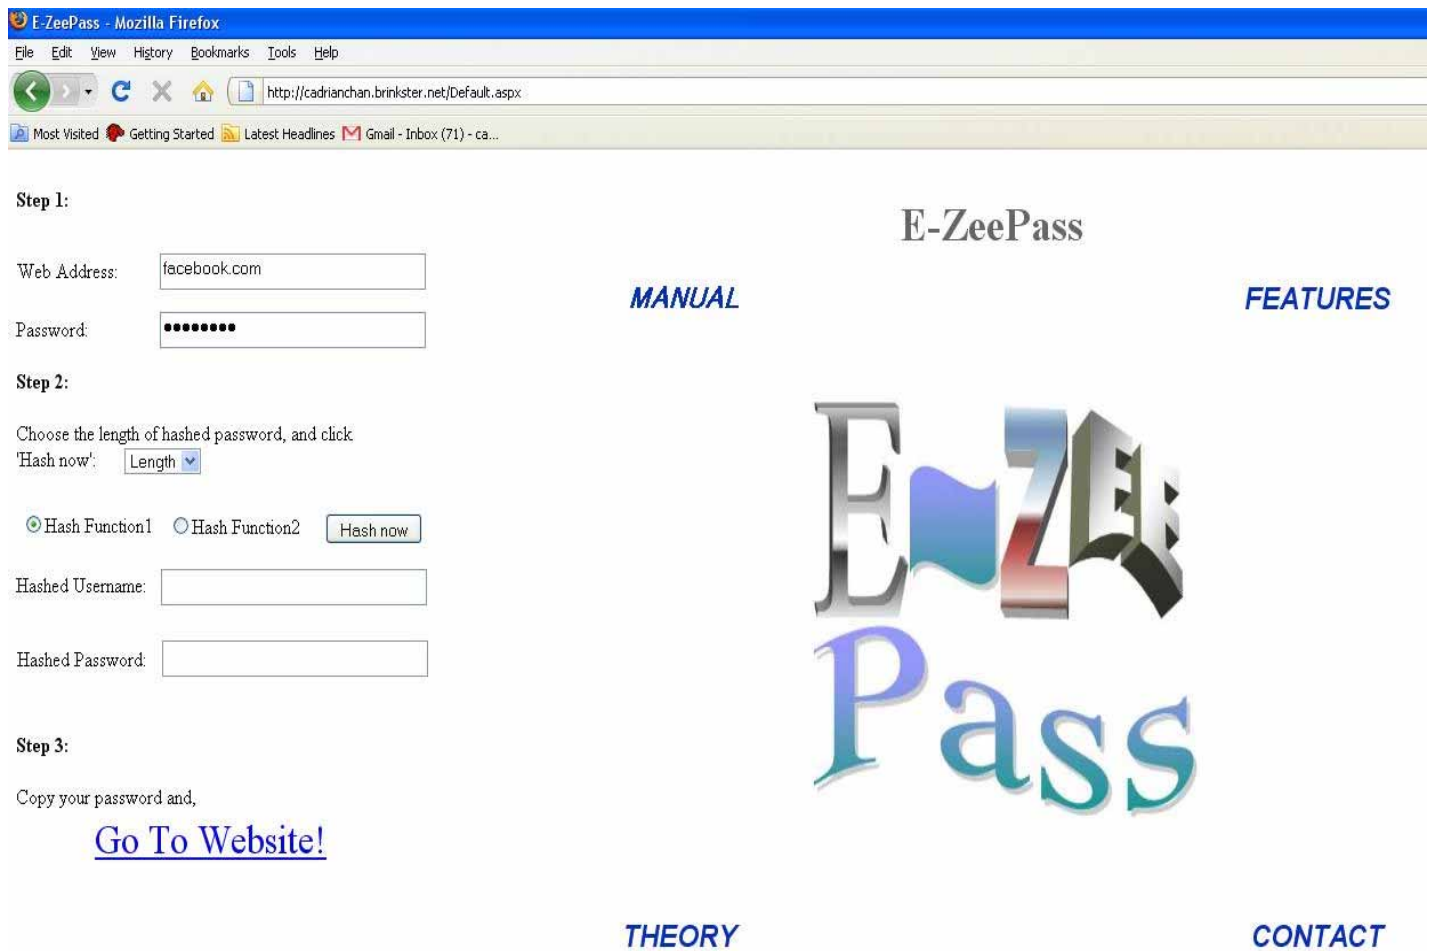 E-ZeePass - Mozilla Firefox
File Edit View History Bookmarks Tools Help
http://cadrianchan.brinkster.net/Default.aspx
Most Visited Getting Started Latest Headlines Gmail - Inbox (71) - ca...
Step 1:
Web Address: facebook.com
Password: ••••••••
Step 2:
Choose the length of hashed password, and click
'Hash now': Length
Hash Function1 Hash Function2 Hash now
Hashed Username:
Hashed Password:
Step 3:
Copy your password and,
Go To Website!
E-ZeePass
MANUAL FEATURES
E-ZEE
Pass
THEORY CONTACT